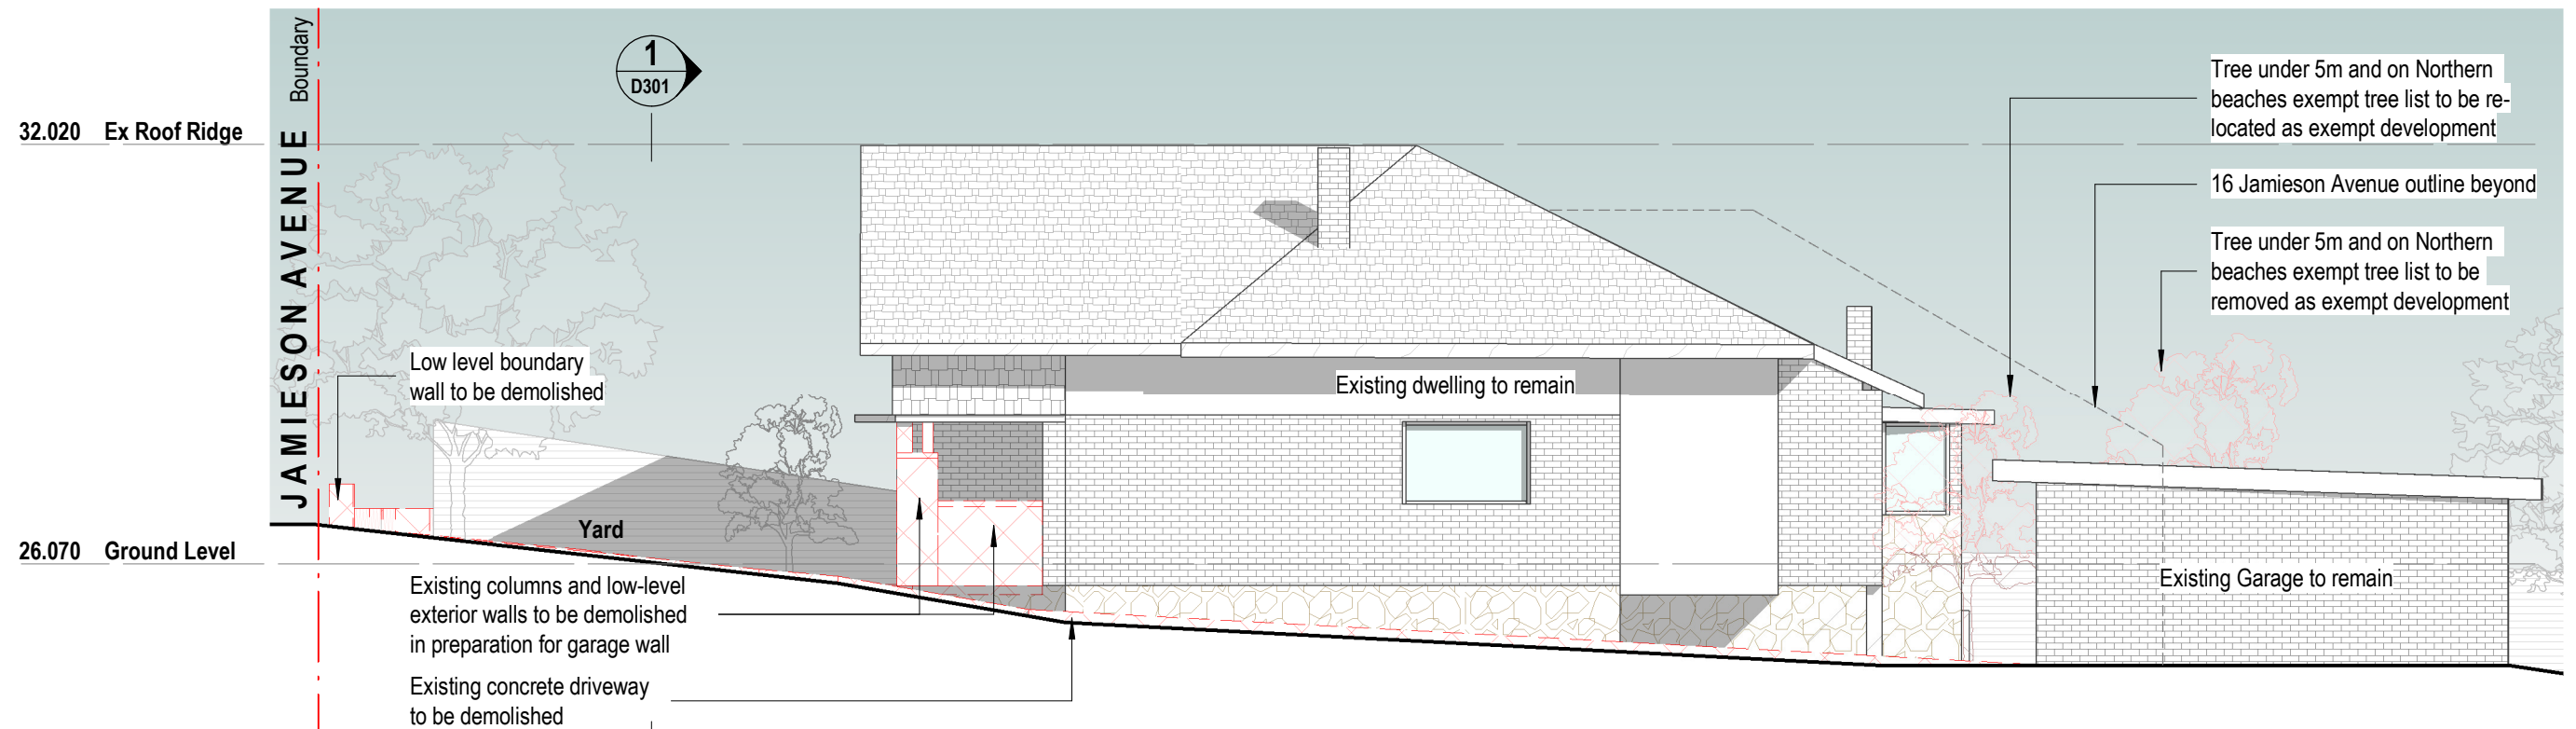 Boundary
JAMIESON AVENUE
1
D301
32.020 Ex Roof Ridge
26.070 Ground Level
Low level boundary
wall to be demolished
Yard
Existing columns and low-level
exterior walls to be demolished
in preparation for garage wall
Existing concrete driveway
to be demolished
Existing dwelling to remain
Tree under 5m and on Northern
beaches exempt tree list to be re-
located as exempt development
16 Jamieson Avenue outline beyond
Tree under 5m and on Northern
beaches exempt tree list to be
removed as exempt development
Existing Garage to remain